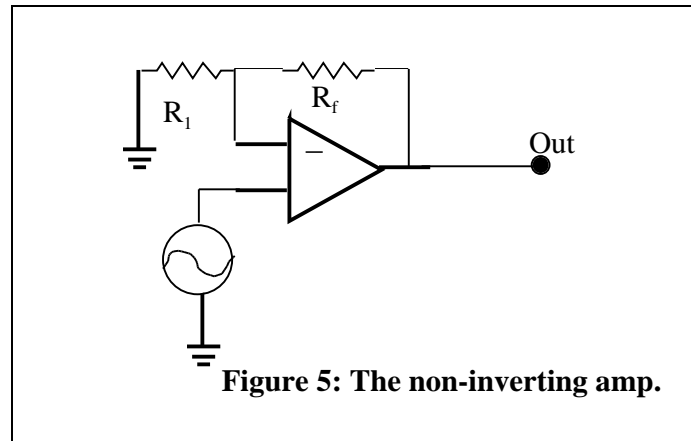 R1
Rf
Out
−
Figure 5: The non-inverting amp.